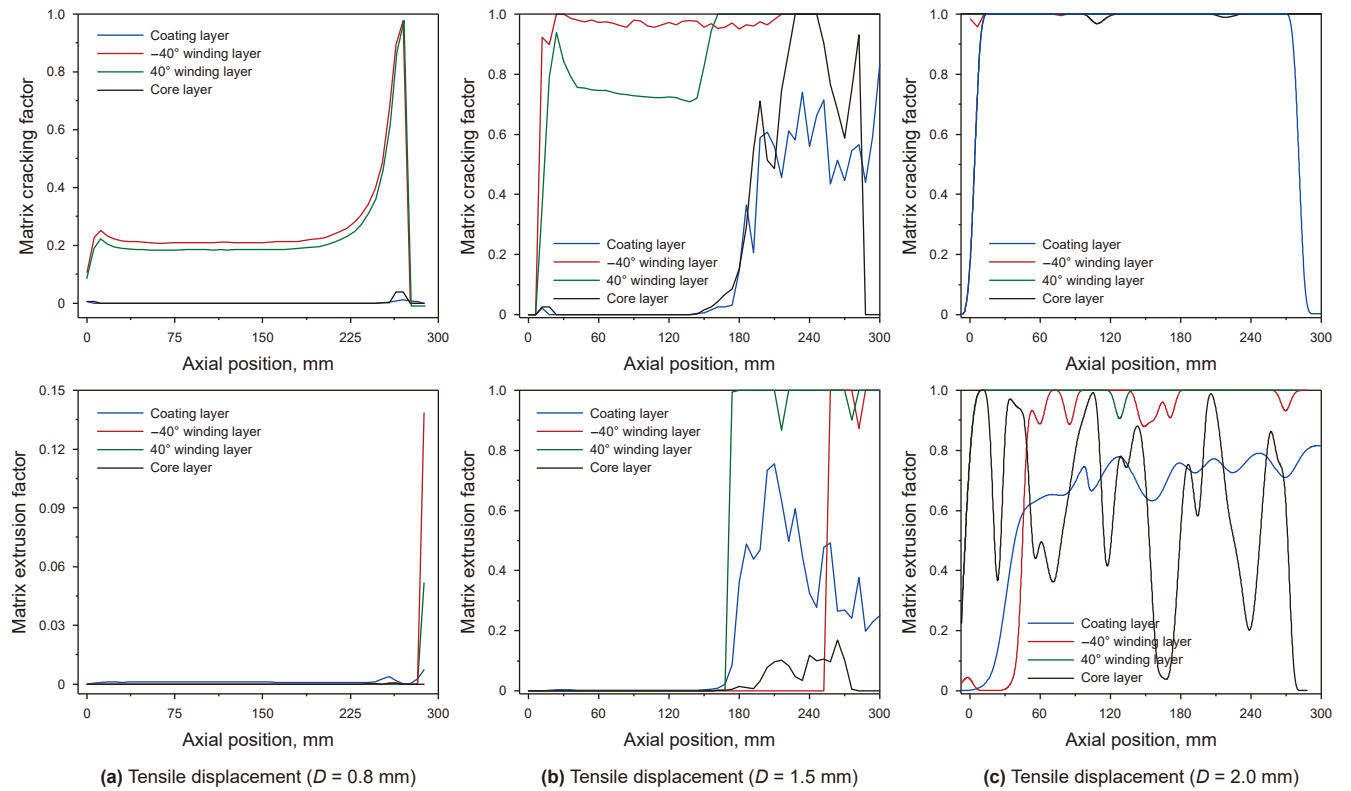 Matrix cracking factor
1.0
0.8
0.6
0.4
0.2
0
Coating layer
–40° winding layer
40° winding layer
Core layer
0 75 150 225 300
Axial position, mm
Matrix cracking factor
1.0
0.8
0.6
0.4
0.2
0
Coating layer
–40° winding layer
40° winding layer
Core layer
0 60 120 180 240 300
Axial position, mm
Matrix cracking factor
1.0
0.8
0.6
0.4
0.2
0
Coating layer
–40° winding layer
40° winding layer
Core layer
0 60 120 180 240 300
Axial position, mm
Matrix extrusion factor
0.15
0.12
0.09
0.06
0.03
0
Coating layer
–40° winding layer
40° winding layer
Core layer
0 75 150 225 300
Axial position, mm
Matrix extrusion factor
1.0
0.8
0.6
0.4
0.2
0
Coating layer
–40° winding layer
40° winding layer
Core layer
0 60 120 180 240 300
Axial position, mm
Matrix extrusion factor
1.0
0.8
0.6
0.4
0.2
0
Coating layer
–40° winding layer
40° winding layer
Core layer
0 60 120 180 240 300
Axial position, mm
(a) Tensile displacement (D = 0.8 mm)
(b) Tensile displacement (D = 1.5 mm)
(c) Tensile displacement (D = 2.0 mm)